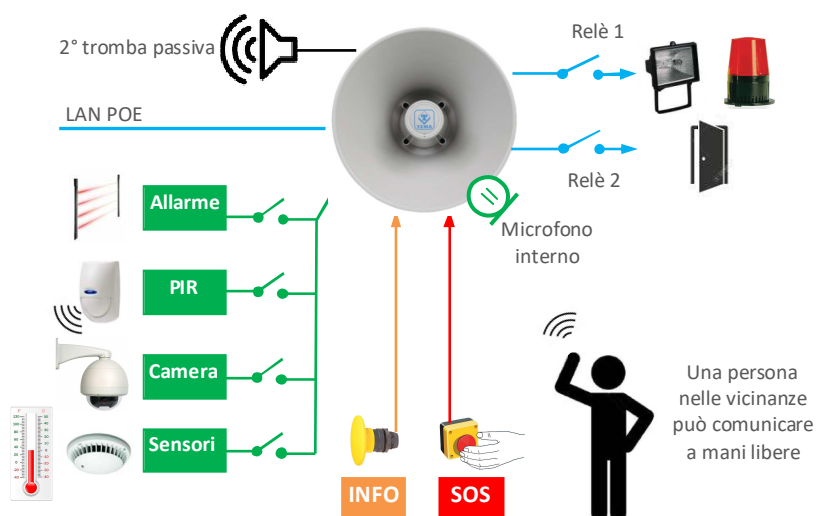 Relè 1
2° tromba passiva
LAN POE
Relè 2
Allarme
Microfono
interno
PIR
Camera
Una persona
nelle vicinanze
può comunicare
a mani libere
Sensori
INFO
SOS